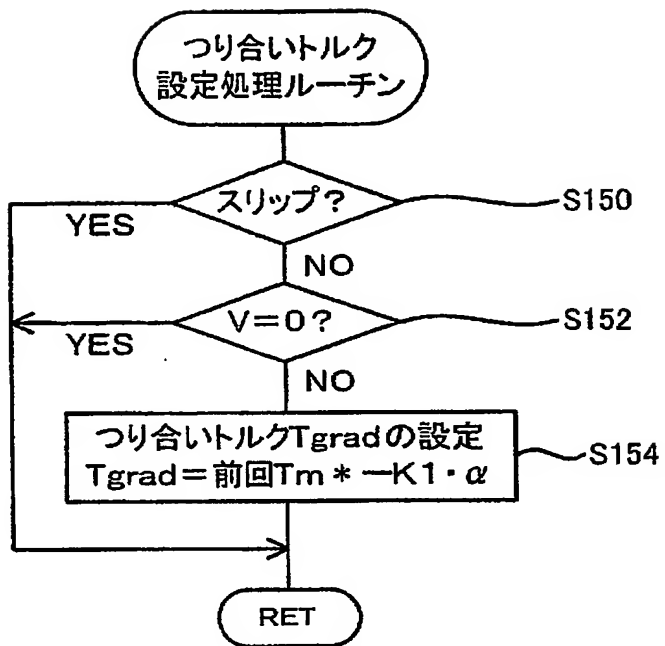 つり合いトルク
設定処理ルーチン
スリップ?
S150
YES
NO
V=0?
S152
YES
NO
つり合いトルクTgradの設定
Tgrad=前回Tm*−K1・α
S154
RET